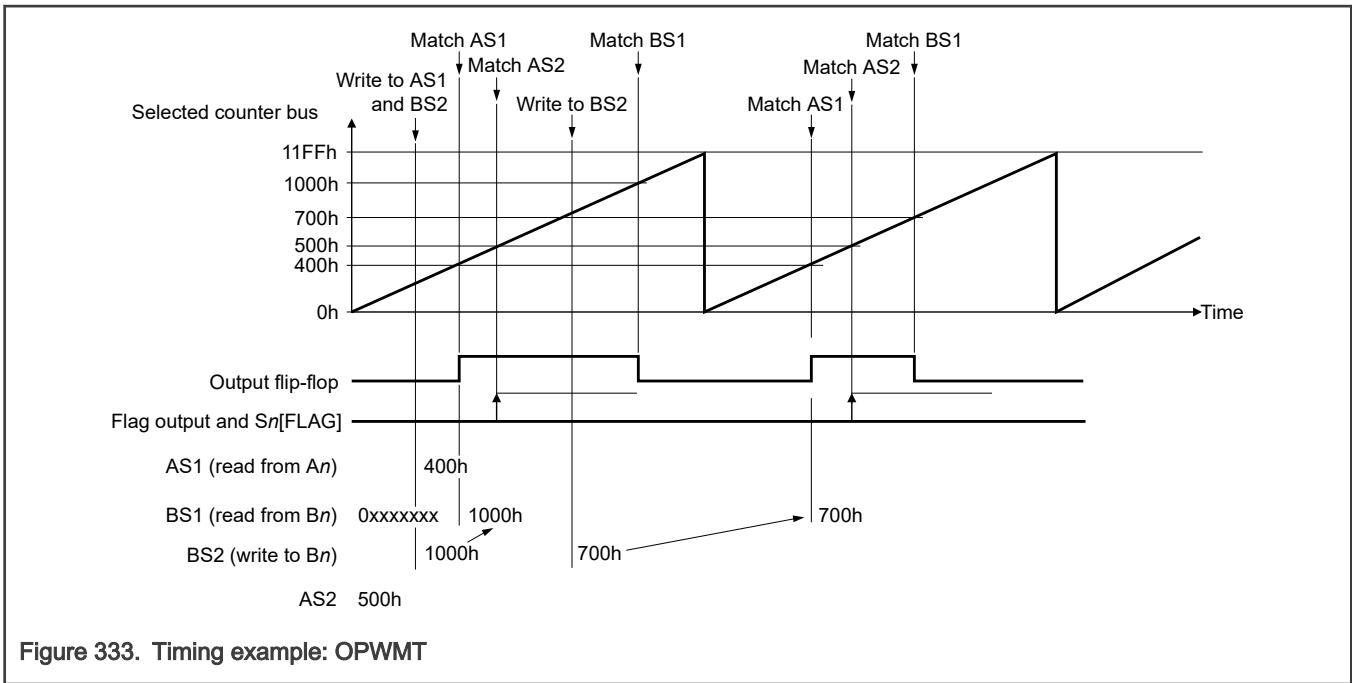 Match AS1
Match BS1
Match BS1
Match AS2
Match AS2
Write to AS1
and BS2
Write to BS2
Match AS1
Selected counter bus
11FFh
1000h
700h
500h
400h
0h
Time
Output flip-flop
Flag output and Sn[FLAG]
AS1 (read from An)
400h
BS1 (read from Bn)
0xxxxxxx
1000h
700h
BS2 (write to Bn)
1000h
700h
AS2
500h
Figure 333. Timing example: OPWMT